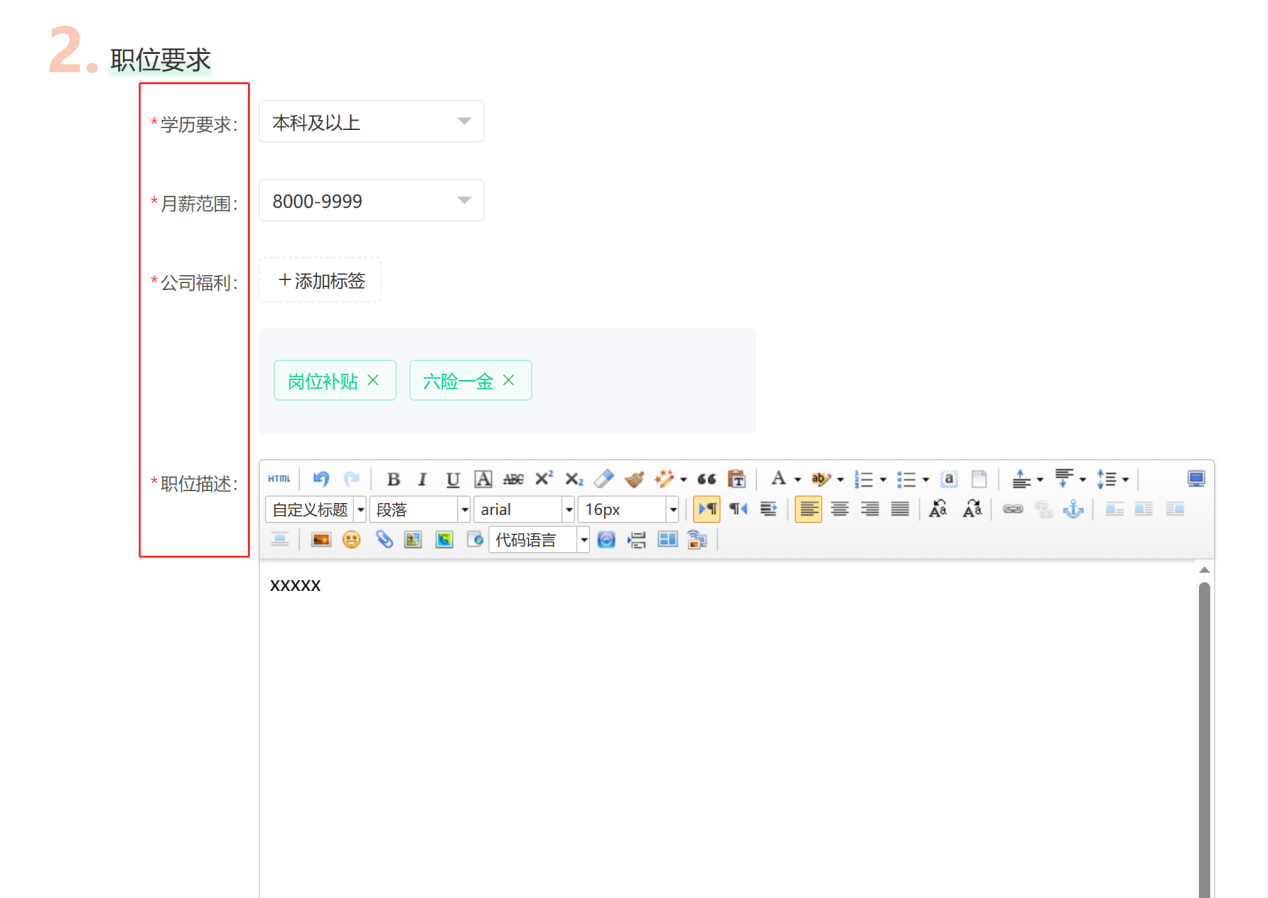 2. 职位要求
*学历要求： 本科及以上
*月薪范围： 8000-9999
*公司福利： +添加标签
岗位补贴 × 六险一金 ×
*职位描述：
HTML B I U A ABC X² X₂ A ab a
自定义标题 段落 arial 16px Aa Aa
代码语言
xxxxx